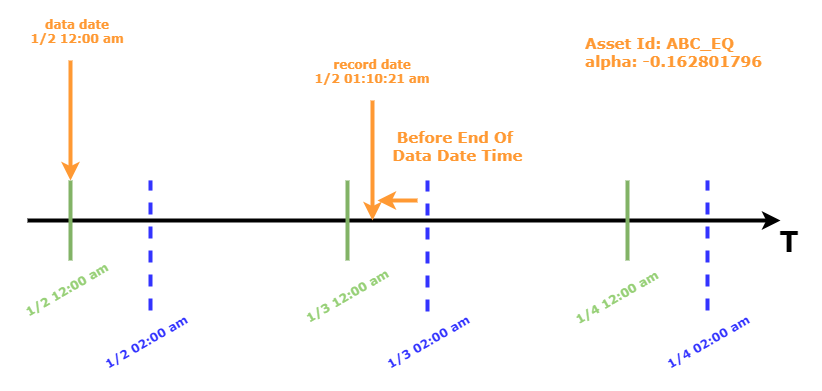 data date
1/2 12:00 am
record date
1/2 01:10:21 am
Asset Id: ABC_EQ
alpha: -0.162801796
Before End Of
Data Date Time
T
1/2 12:00 am
1/2 02:00 am
1/3 12:00 am
1/3 02:00 am
1/4 12:00 am
1/4 02:00 am